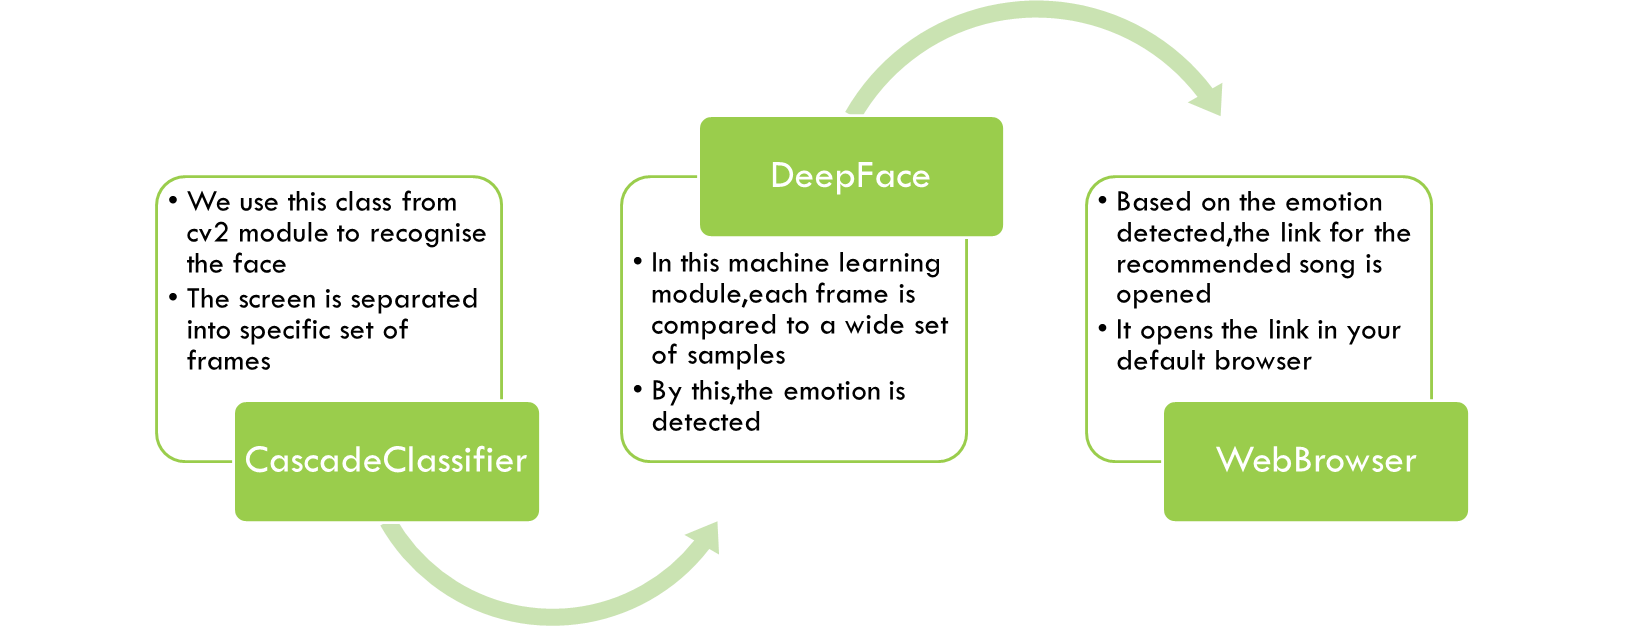 • We use this class from
cv2 module to recognise
the face
• The screen is separated
into specific set of
frames
CascadeClassifier
DeepFace
• In this machine learning
module,each frame is
compared to a wide set
of samples
• By this,the emotion is
detected
• Based on the emotion
detected,the link for the
recommended song is
opened
• It opens the link in your
default browser
WebBrowser